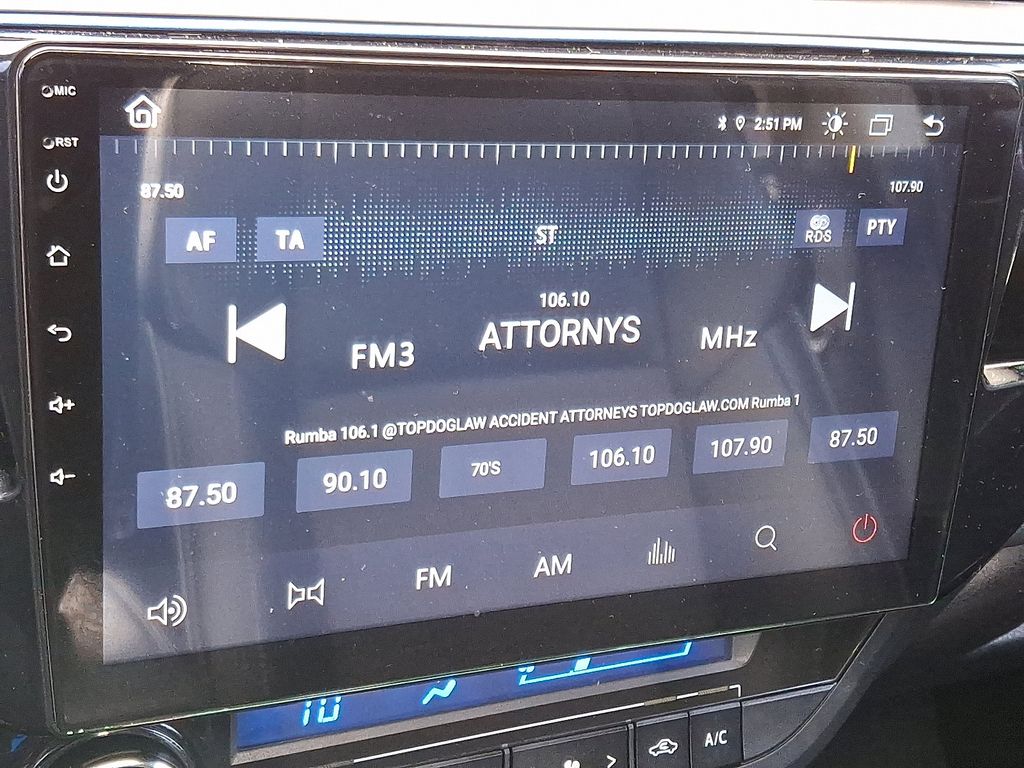 MIC
2:51 PM
RST
87.50
107.90
AF TA ST RDS PTY
106.10
FM3 ATTORNYS MHz
Rumba 106.1 @TOPDOGLAW ACCIDENT ATTORNEYS TOPDOGLAW.COM Rumba 1
87.50 90.10 70'S 106.10 107.90 87.50
FM AM
A/C